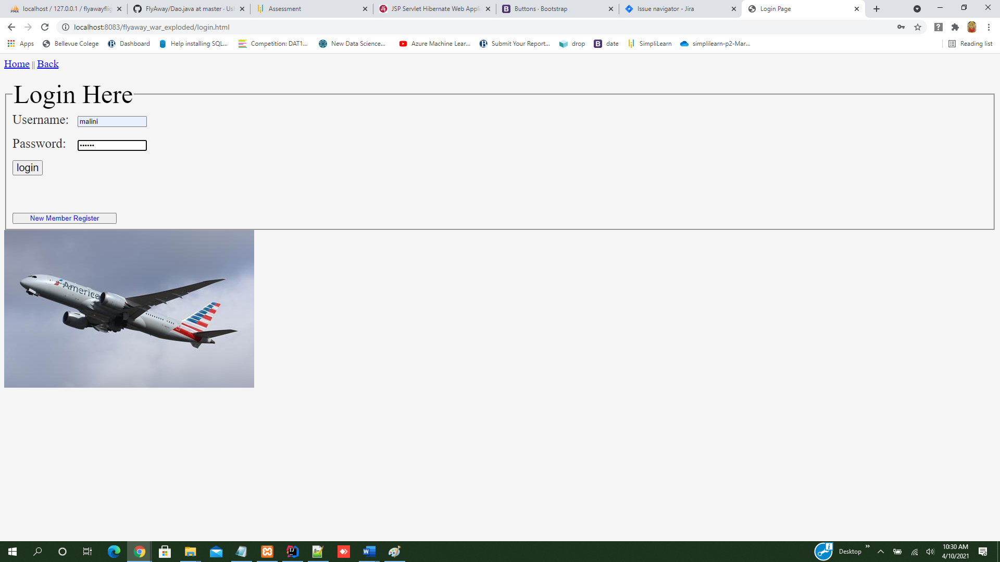 localhost / 127.0.0.1 / flyawayflig
FlyAway/Dao.java at master · Ush
Assessment
JSP Servlet Hibernate Web Appli
Buttons · Bootstrap
Issue navigator - Jira
Login Page
localhost:8083/flyaway_war_exploded/login.html
Apps
Bellevue Colege
Dashboard
Help installing SQL...
Competition: DAT1...
New Data Science...
Azure Machine Lear...
Submit Your Report...
drop
date
SimpliLearn
simplilearn-p2-Mar...
Reading list
Home || Back
Login Here
Username: malini
Password: ••••••
login
New Member Register
America
Desktop
10:30 AM
4/10/2021